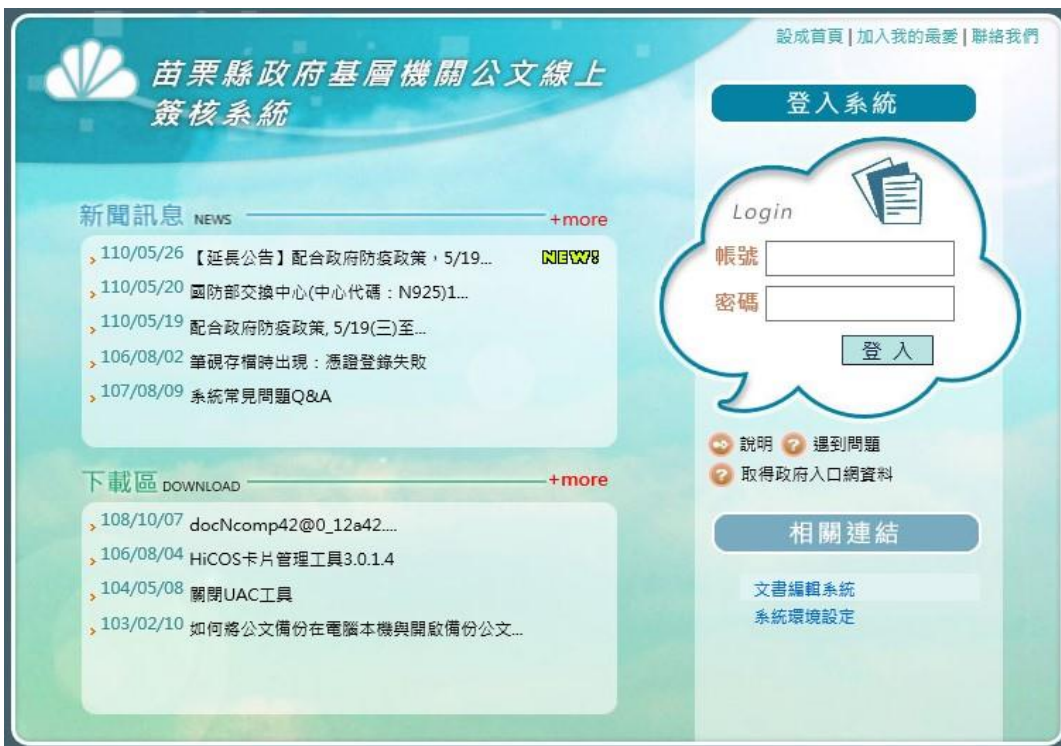 設成首頁|加入我的最愛|聯絡我們
苗栗縣政府基層機關公文線上
簽核系統
登入系統
Login
帳號
密碼
登 入
新聞訊息 NEWS +more
110/05/26 【延長公告】配合政府防疫政策，5/19... NEW!
110/05/20 國防部交換中心(中心代碼：N925)1...
110/05/19 配合政府防疫政策, 5/19(三)至...
106/08/02 筆硯存檔時出現：憑證登錄失敗
107/08/09 系統常見問題Q&A
說明 遇到問題
取得政府入口網資料
下載區 DOWNLOAD +more
108/10/07 docNcomp42@0_12a42....
106/08/04 HiCOS卡片管理工具3.0.1.4
104/05/08 關閉UAC工具
103/02/10 如何將公文備份在電腦本機與開啟備份公文...
相關連結
文書編輯系統
系統環境設定